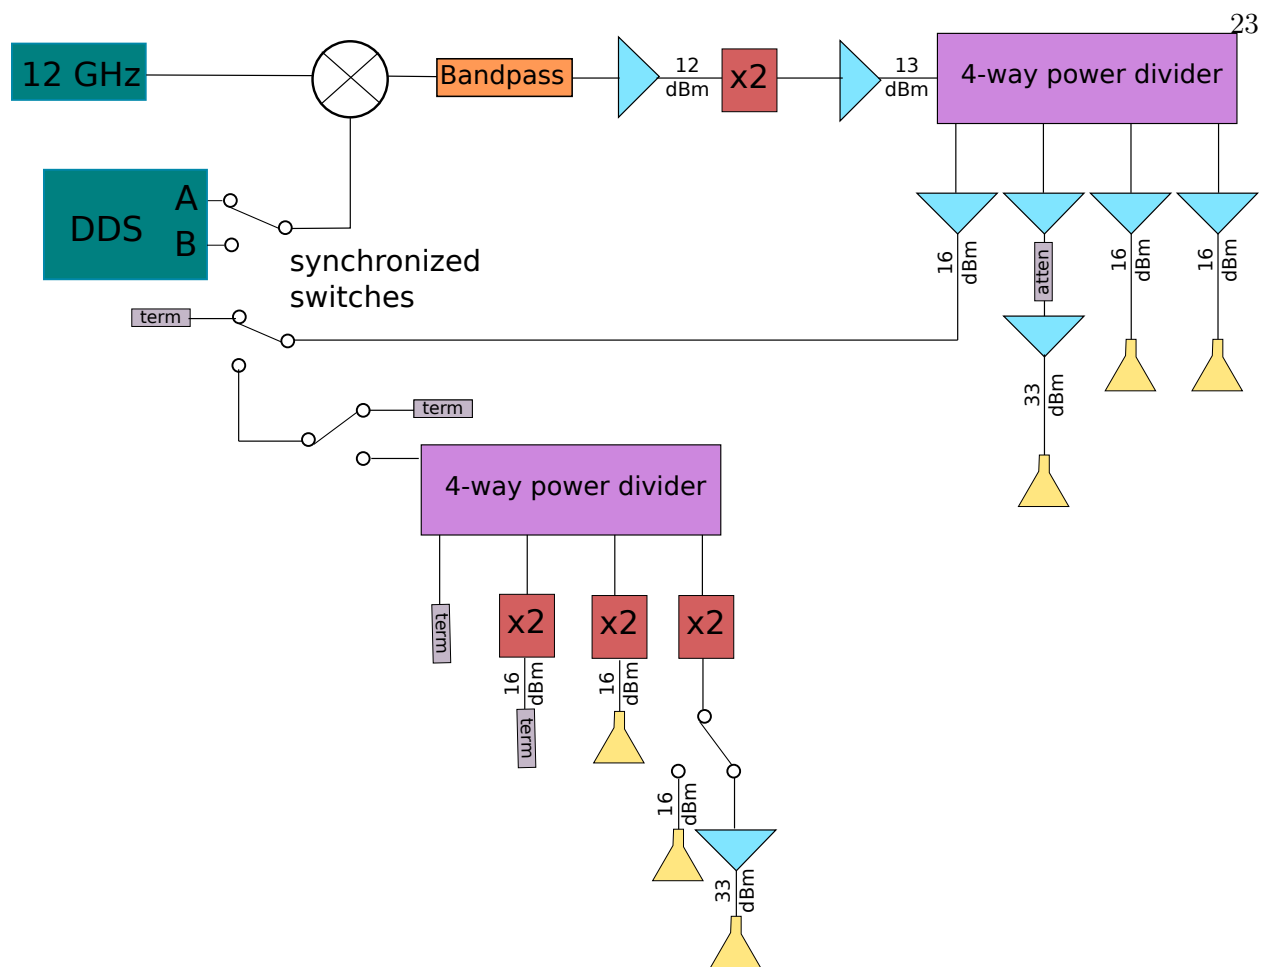 23
12 GHz
Bandpass
12
dBm
x2
13
dBm
4-way power divider
DDS
A
B
synchronized
switches
16
dBm
atten
16
dBm
16
dBm
33
dBm
term
term
4-way power divider
term
x2
x2
x2
16
dBm
16
dBm
term
16
dBm
33
dBm